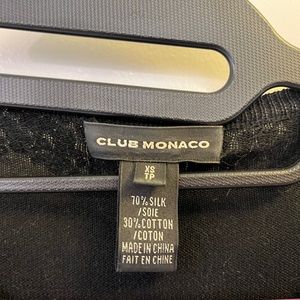 CLUB MONACO
XS
TP
70% SILK
/SOIE
30% COTTON
/COTON
MADE IN CHINA
FAIT EN CHINE